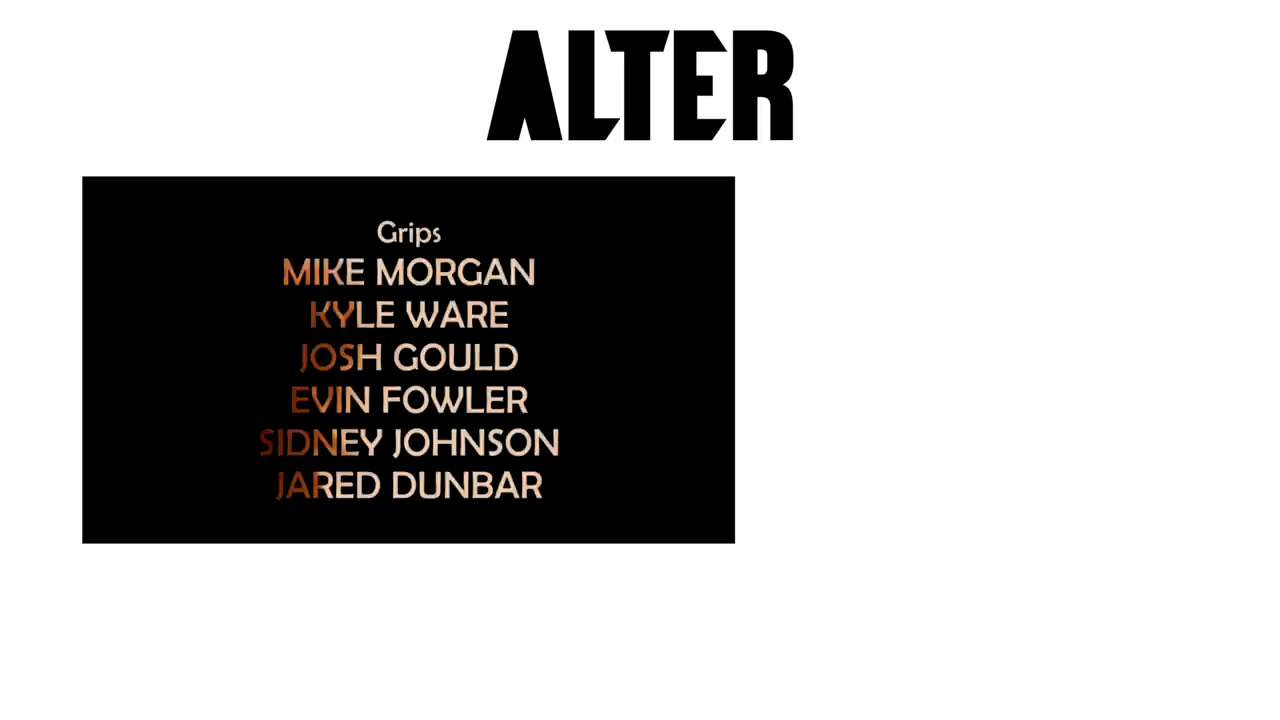 ALTER
Grips
MIKE MORGAN
KYLE WARE
JOSH GOULD
EVIN FOWLER
SIDNEY JOHNSON
JARED DUNBAR